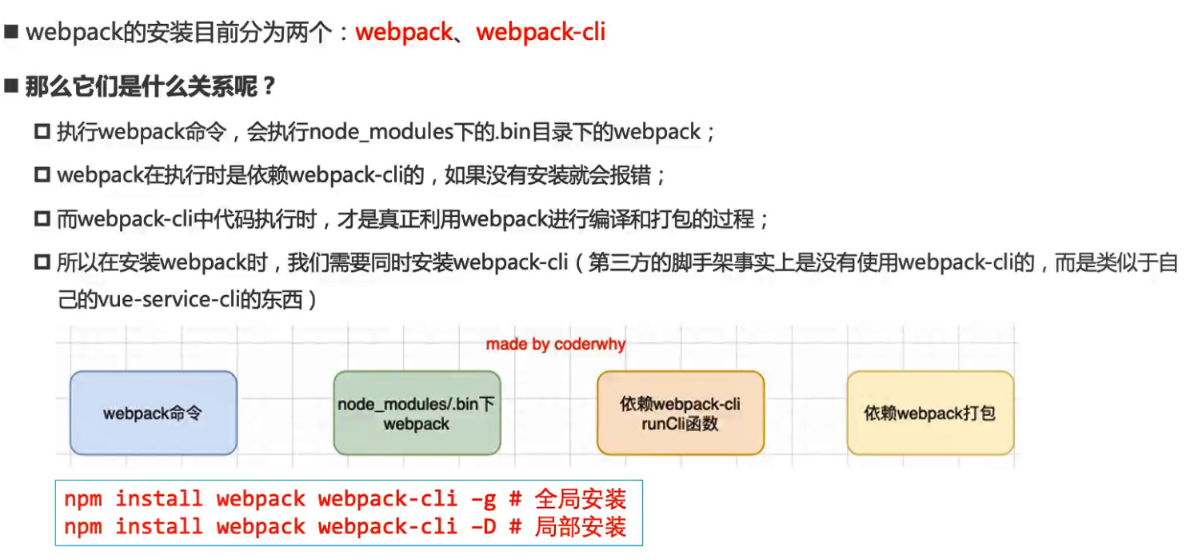 webpack的安装目前分为两个：webpack、webpack-cli
那么它们是什么关系呢？
执行webpack命令，会执行node_modules下的.bin目录下的webpack；
webpack在执行时是依赖webpack-cli的，如果没有安装就会报错；
而webpack-cli中代码执行时，才是真正利用webpack进行编译和打包的过程；
所以在安装webpack时，我们需要同时安装webpack-cli（第三方的脚手架事实上是没有使用webpack-cli的，而是类似于自
己的vue-service-cli的东西）
made by coderwhy
webpack命令
node_modules/.bin下
webpack
依赖webpack-cli
runCli函数
依赖webpack打包
npm install webpack webpack-cli –g # 全局安装
npm install webpack webpack-cli –D # 局部安装